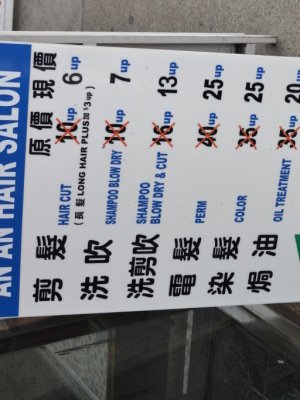 AN AN HAIR SALON
原價 現價
剪髮 HAIR CUT 10up 6up
(長髮 LONG HAIR PLUS加$3up)
洗吹 SHAMPOO BLOW DRY 10up 7up
洗剪吹 SHAMPOO BLOW DRY & CUT 16up 13up
電髮 PERM 40up 25up
染髮 COLOR 35up 25up
焗油 OIL TREATMENT 35up 20up